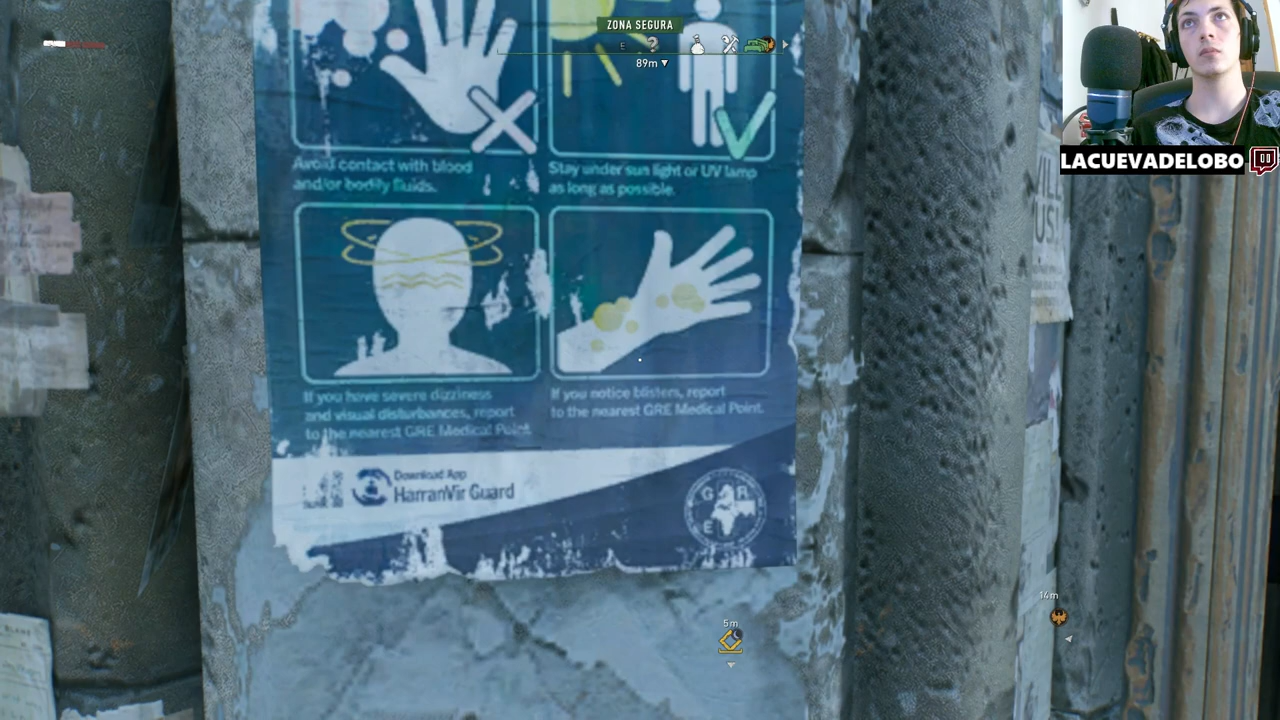 ZONA SEGURA
E
89m
LACUEVADELOBO
Avoid contact with blood
and/or bodily fluids.
Stay under sun light or UV lamp
as long as possible.
If you have severe dizziness
and visual disturbances, report
to the nearest GRE Medical Point.
If you notice blisters, report
to the nearest GRE Medical Point.
Download App
HarranVir Guard
G R
E
US!
14m
5m